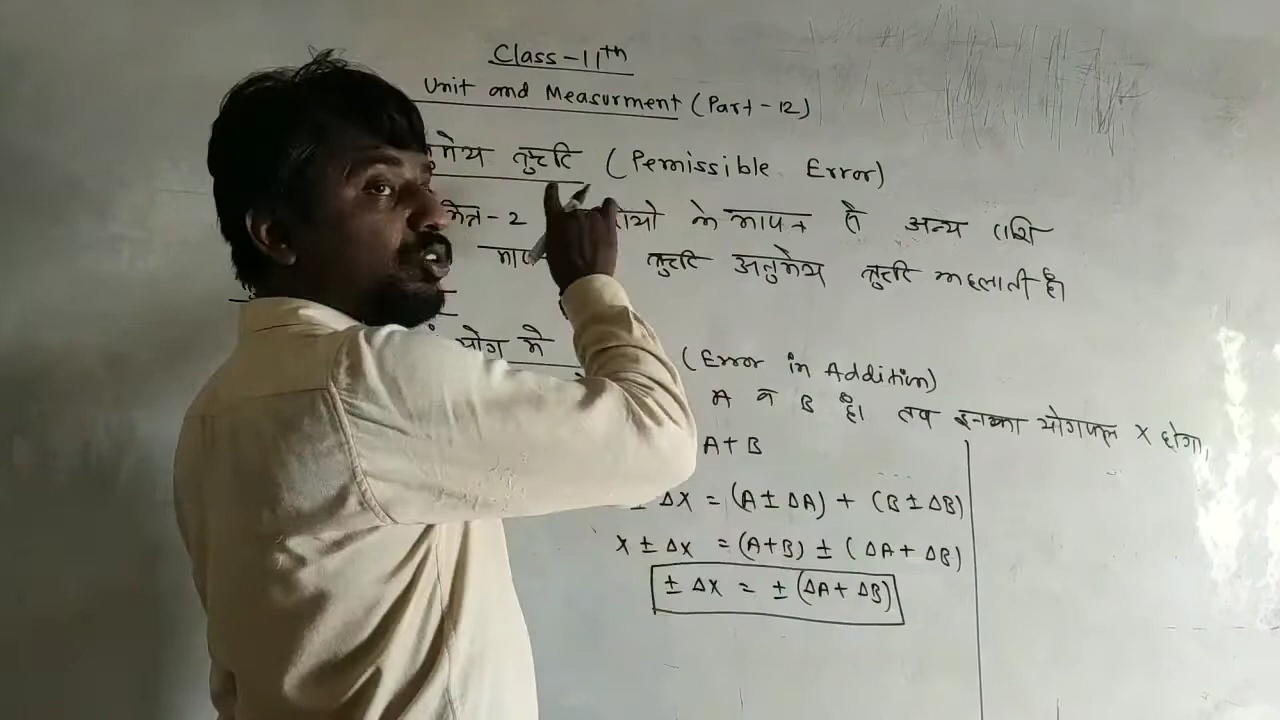 Class-11th
Unit and Measurment (Part-12)
त्रुटि (Permissible Error)
-2 के मापन से अन्य राशि
त्रुटि अनुमेय त्रुटि कहलाती है।
योग में (Error in Addition)
A व B है। तब इनका योगफल X होगा,
A+B
± ΔX = (A ± ΔA) + (B ± ΔB)
X ± ΔX = (A+B) ± (ΔA + ΔB)
± ΔX = ± (ΔA + ΔB)